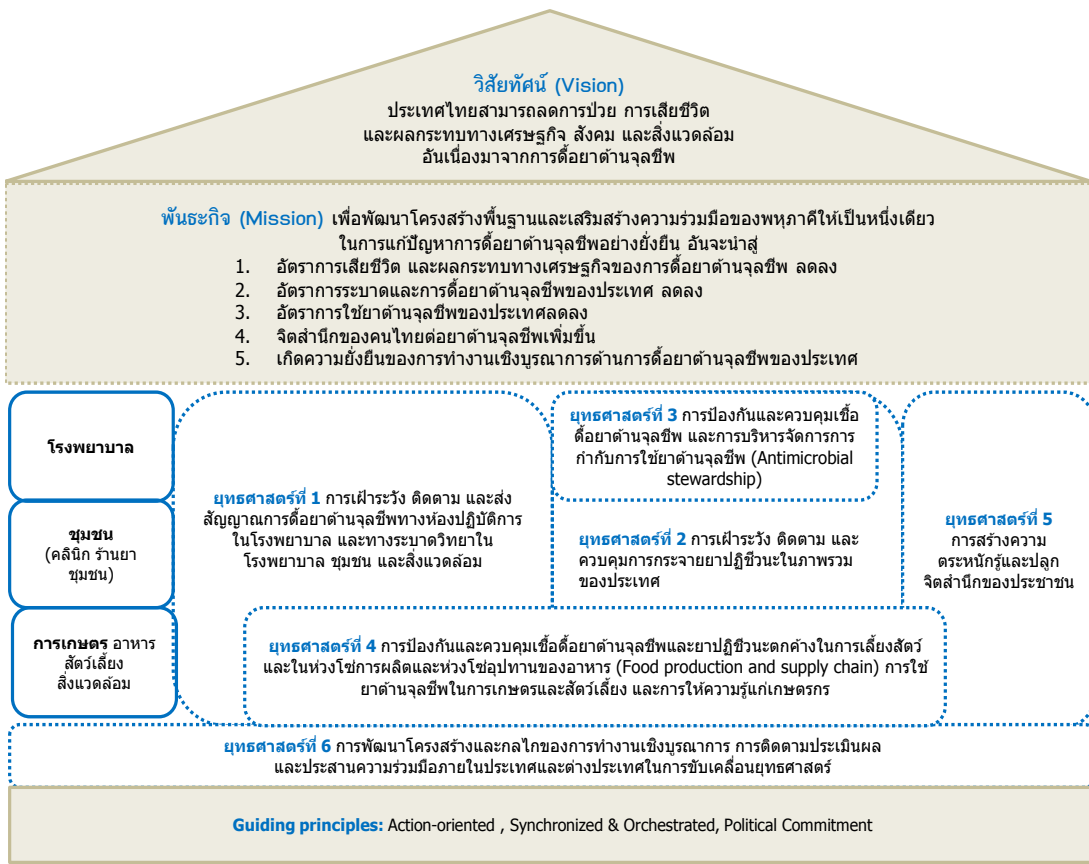 วิสัยทัศน์ (Vision)
ประเทศไทยสามารถลดการป่วย การเสียชีวิต
และผลกระทบทางเศรษฐกิจ สังคม และสิ่งแวดล้อม
อันเนื่องมาจากการดื้อยาต้านจุลชีพ
พันธะกิจ (Mission) เพื่อพัฒนาโครงสร้างพื้นฐานและเสริมสร้างความร่วมมือของพหุภาคีให้เป็นหนึ่งเดียว
ในการแก้ปัญหาการดื้อยาต้านจุลชีพอย่างยั่งยืน อันจะนำสู่
1. อัตราการเสียชีวิต และผลกระทบทางเศรษฐกิจของการดื้อยาต้านจุลชีพ ลดลง
2. อัตราการระบาดและการดื้อยาต้านจุลชีพของประเทศ ลดลง
3. อัตราการใช้ยาต้านจุลชีพของประเทศลดลง
4. จิตสำนึกของคนไทยต่อยาต้านจุลชีพเพิ่มขึ้น
5. เกิดความยั่งยืนของการทำงานเชิงบูรณาการด้านการดื้อยาต้านจุลชีพของประเทศ
โรงพยาบาล
ชุมชน
(คลินิก ร้านยา
ชุมชน)
การเกษตร อาหาร
สัตว์เลี้ยง
สิ่งแวดล้อม
ยุทธศาสตร์ที่ 1 การเฝ้าระวัง ติดตาม และส่ง
สัญญาณการดื้อยาต้านจุลชีพทางห้องปฏิบัติการ
ในโรงพยาบาล และทางระบาดวิทยาใน
โรงพยาบาล ชุมชน และสิ่งแวดล้อม
ยุทธศาสตร์ที่ 3 การป้องกันและควบคุมเชื้อ
ดื้อยาต้านจุลชีพ และการบริหารจัดการการ
กำกับการใช้ยาต้านจุลชีพ (Antimicrobial
stewardship)
ยุทธศาสตร์ที่ 2 การเฝ้าระวัง ติดตาม และ
ควบคุมการกระจายยาปฏิชีวนะในภาพรวม
ของประเทศ
ยุทธศาสตร์ที่ 5
การสร้างความ
ตระหนักรู้และปลูก
จิตสำนึกของประชาชน
ยุทธศาสตร์ที่ 4 การป้องกันและควบคุมเชื้อดื้อยาต้านจุลชีพและยาปฏิชีวนะตกค้างในการเลี้ยงสัตว์
และในห่วงโซ่การผลิตและห่วงโซ่อุปทานของอาหาร (Food production and supply chain) การใช้
ยาต้านจุลชีพในการเกษตรและสัตว์เลี้ยง และการให้ความรู้แก่เกษตรกร
ยุทธศาสตร์ที่ 6 การพัฒนาโครงสร้างและกลไกของการทำงานเชิงบูรณาการ การติดตามประเมินผล
และประสานความร่วมมือภายในประเทศและต่างประเทศในการขับเคลื่อนยุทธศาสตร์
Guiding principles: Action-oriented , Synchronized & Orchestrated, Political Commitment